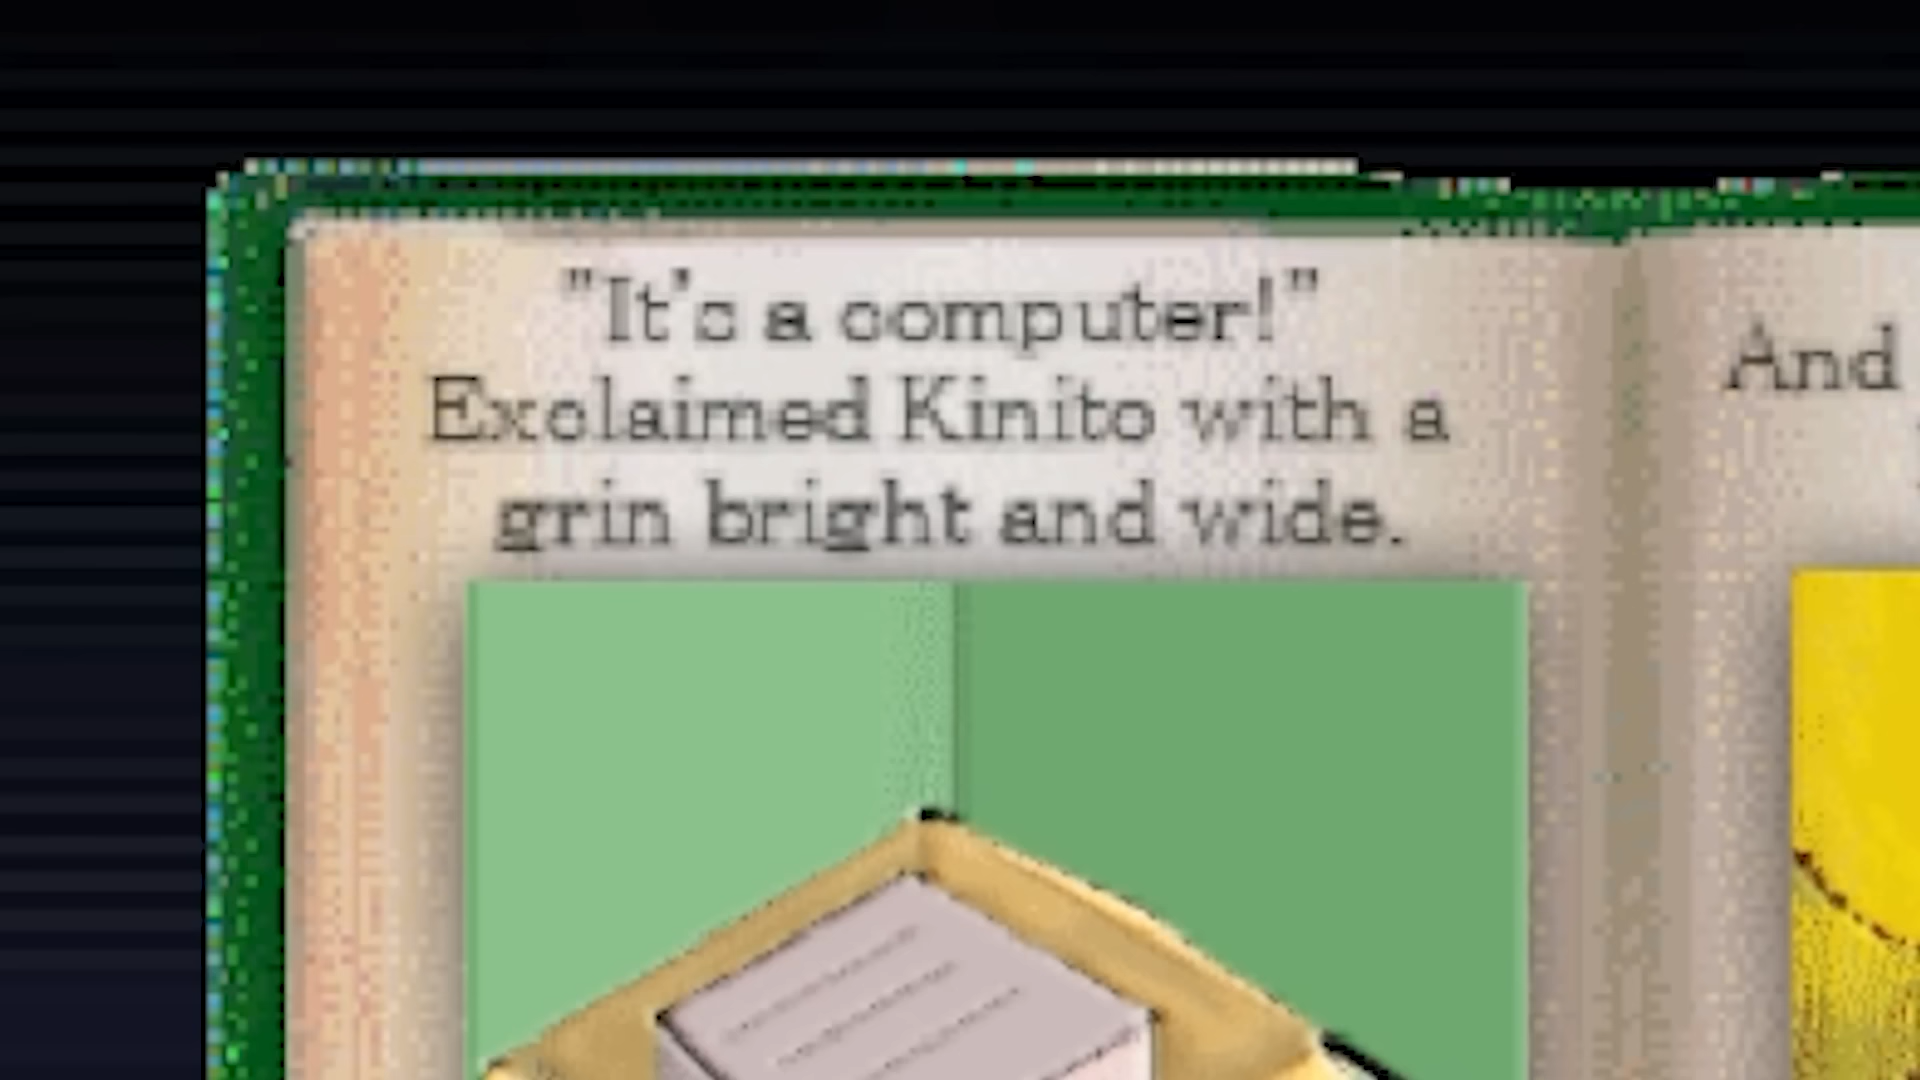 "It's a computer!"
Exclaimed Kinito with a
grin bright and wide.
And